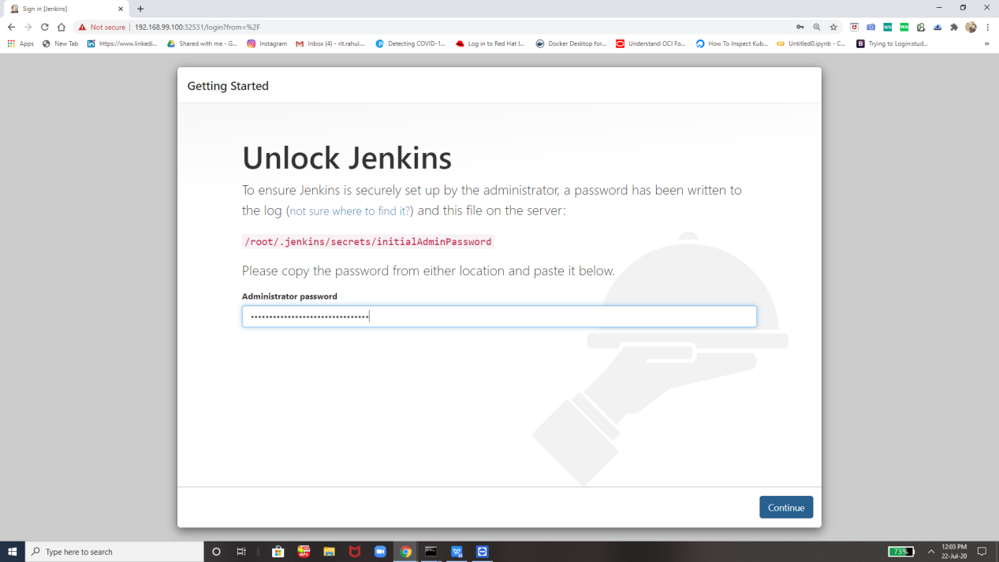 Sign in [Jenkins]
Not secure 192.168.99.100:32531/login?from=%2F
Apps New Tab https://www.linkedi... Shared with me - G... Instagram Inbox (4) - rit.rahul... Detecting COVID-1... Log in to Red Hat I... Docker Desktop for... Understand OCI Fo... How To Inspect Kub... Untitled0.ipynb - C... Trying to Login:stud... »
Getting Started
Unlock Jenkins
To ensure Jenkins is securely set up by the administrator, a password has been written to
the log (not sure where to find it?) and this file on the server:
/root/.jenkins/secrets/initialAdminPassword
Please copy the password from either location and paste it below.
Administrator password
Continue
Type here to search
73%
12:03 PM
22-Jul-20